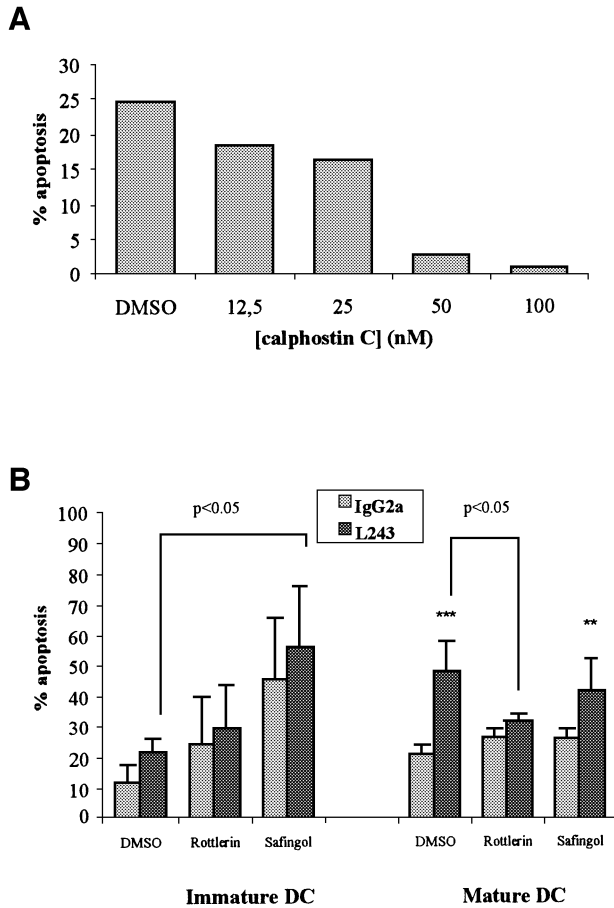 A
30
25
20
15
10
5
0
% apoptosis
DMSO 12,5 25 50 100
[calphostin C] (nM)
B
100
90
80
70
60
50
40
30
20
10
0
% apoptosis
p<0.05
IgG2a
L243
p<0.05
***
**
DMSO Rottlerin Safingol DMSO Rottlerin Safingol
Immature DC Mature DC